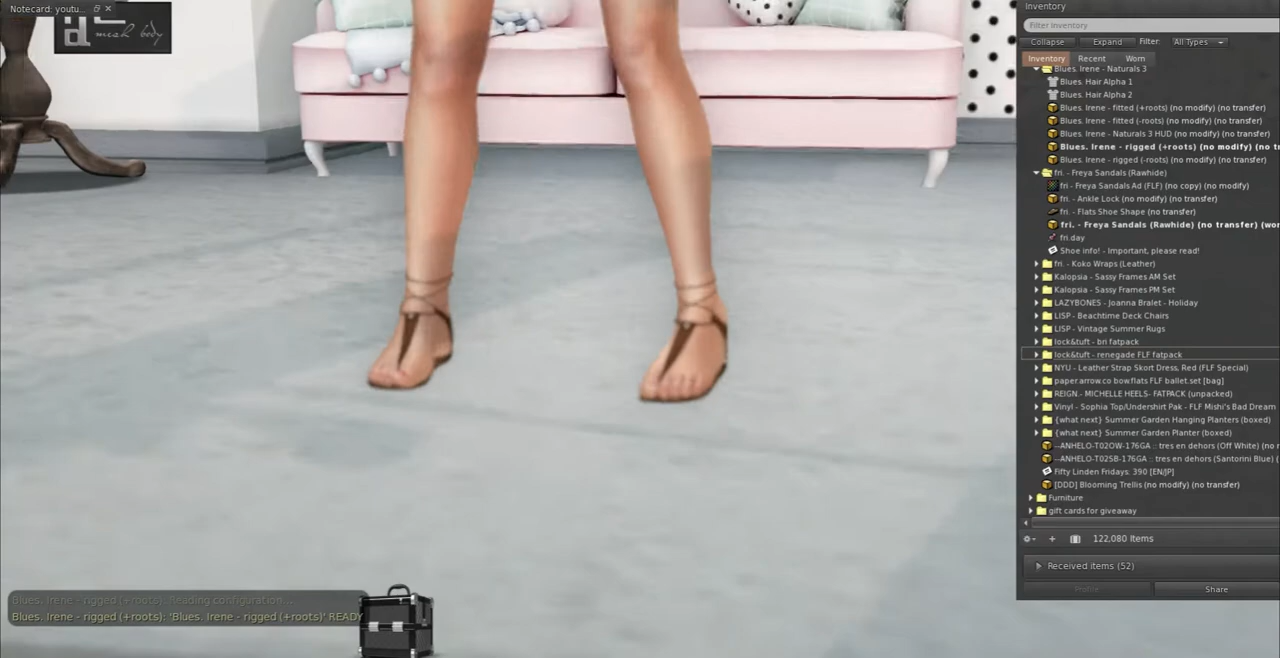 Notecard: youtu...
mesh body
Inventory
Filter Inventory
Collapse Expand Filter: All Types
Inventory Recent Worn
Blues. Irene - Naturals 3
Blues. Hair Alpha 1
Blues. Hair Alpha 2
Blues. Irene - fitted (+roots) (no modify) (no transfer)
Blues. Irene - fitted (-roots) (no modify) (no transfer)
Blues. Irene - Naturals 3 HUD (no modify) (no transfer)
Blues. Irene - rigged (+roots) (no modify) (no t
Blues. Irene - rigged (-roots) (no modify) (no transfer)
fri. - Freya Sandals (Rawhide)
fri - Freya Sandals Ad (FLF) (no copy) (no modify)
fri. - Ankle Lock (no modify) (no transfer)
fri. - Flats Shoe Shape (no transfer)
fri. - Freya Sandals (Rawhide) (no transfer) (wor
fri.day
Shoe info! - Important, please read!
fri. - Koko Wraps (Leather)
Kalopsia - Sassy Frames AM Set
Kalopsia - Sassy Frames PM Set
LAZYBONES - Joanna Bralet - Holiday
LISP - Beachtime Deck Chairs
LISP - Vintage Summer Rugs
lock&tuft - bri fatpack
lock&tuft - renegade FLF fatpack
NYU - Leather Strap Skort Dress, Red (FLF Special)
paper.arrow.co bow.flats FLF ballet.set [bag]
REIGN.- MICHELLE HEELS- FATPACK (unpacked)
Vinyl - Sophia Top/Undershirt Pak - FLF Mishi's Bad Dream
{what next} Summer Garden Hanging Planters (boxed)
{what next} Summer Garden Planter (boxed)
--ANHELO-T02OW-176GA :: tres en dehors (Off White) (no
--ANHELO-T02SB-176GA :: tres en dehors (Santorini Blue) (
Fifty Linden Fridays: 390 [EN/JP]
[DDD] Blooming Trellis (no modify) (no transfer)
Furniture
gift cards for giveaway
122,080 Items
Received items (52)
Profile Share
Blues. Irene - rigged (+roots): Reading configuration...
Blues. Irene - rigged (+roots): 'Blues. Irene - rigged (+roots)' READY